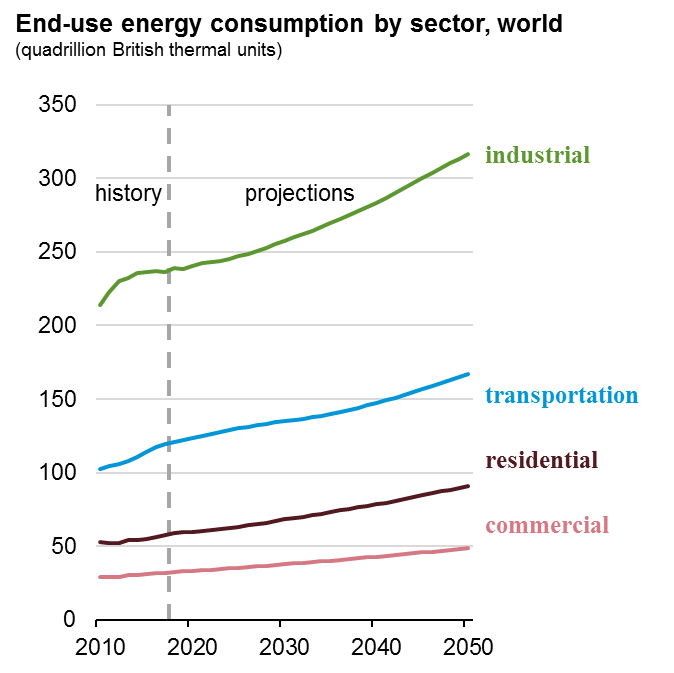 End-use energy consumption by sector, world
(quadrillion British thermal units)
350
300
250
200
150
100
50
0
history
projections
industrial
transportation
residential
commercial
2010
2020
2030
2040
2050